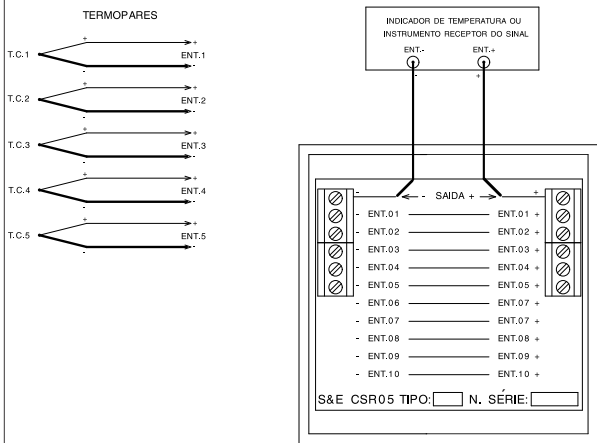 TERMOPARES
+ +
T.C.1 ENT.1
- -
+ +
T.C.2 ENT.2
- -
+ +
T.C.3 ENT.3
- -
+ +
T.C.4 ENT.4
- -
+ +
T.C.5 ENT.5
- -
INDICADOR DE TEMPERATURA OU
INSTRUMENTO RECEPTOR DO SINAL
ENT.- ENT.+
- +
- - SAIDA + +
- ENT.01 ENT.01 +
- ENT.02 ENT.02 +
- ENT.03 ENT.03 +
- ENT.04 ENT.04 +
- ENT.05 ENT.05 +
- ENT.06 ENT.07 +
- ENT.07 ENT.07 +
- ENT.08 ENT.08 +
- ENT.09 ENT.09 +
- ENT.10 ENT.10 +
S&E CSR05 TIPO: N. SÉRIE: